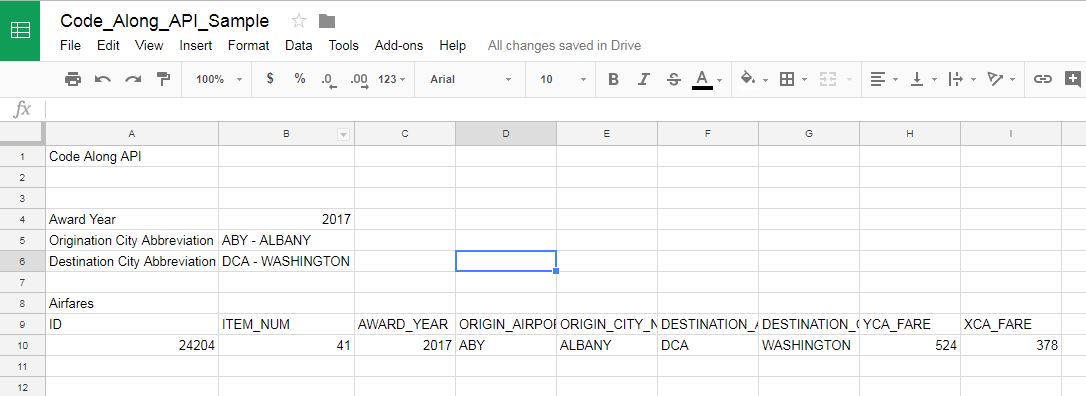 Code_Along_API_Sample
File Edit View Insert Format Data Tools Add-ons Help All changes saved in Drive
100% $ % .0 .00 123 Arial 10 B I S A
fx
A B C D E F G H I
1 Code Along API
2
3
4 Award Year 2017
5 Origination City Abbreviation ABY - ALBANY
6 Destination City Abbreviation DCA - WASHINGTON
7
8 Airfares
9 ID ITEM_NUM AWARD_YEAR ORIGIN_AIRPO ORIGIN_CITY_N DESTINATION_ DESTINATION_ YCA_FARE XCA_FARE
10 24204 41 2017 ABY ALBANY DCA WASHINGTON 524 378
11
12